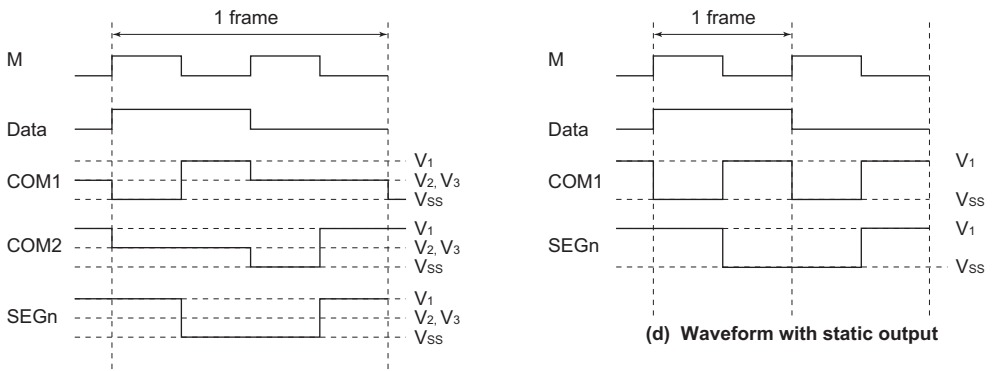 1 frame
M
Data
COM1
V1
V2, V3
VSS
COM2
V1
V2, V3
VSS
SEGn
V1
V2, V3
VSS
1 frame
M
Data
COM1
V1
VSS
SEGn
V1
VSS
(d) Waveform with static output